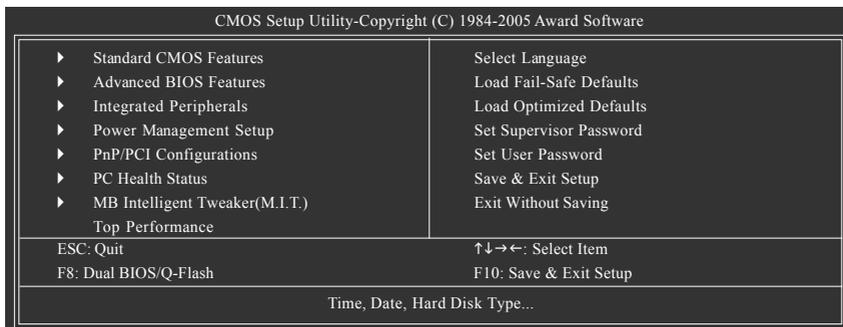 CMOS Setup Utility-Copyright (C) 1984-2005 Award Software
Standard CMOS Features
Advanced BIOS Features
Integrated Peripherals
Power Management Setup
PnP/PCI Configurations
PC Health Status
MB Intelligent Tweaker(M.I.T.)
Top Performance
Select Language
Load Fail-Safe Defaults
Load Optimized Defaults
Set Supervisor Password
Set User Password
Save & Exit Setup
Exit Without Saving
ESC: Quit
↑↓→←: Select Item
F8: Dual BIOS/Q-Flash
F10: Save & Exit Setup
Time, Date, Hard Disk Type...